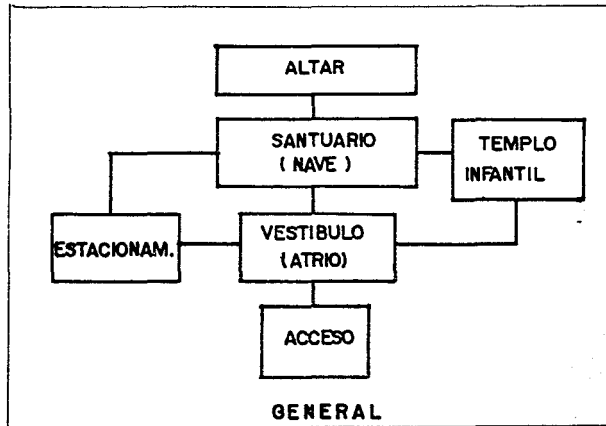 ALTAR
SANTUARIO
(NAVE)
TEMPLO
INFANTIL
ESTACIONAM.
VESTIBULO
(ATRIO)
ACCESO
GENERAL